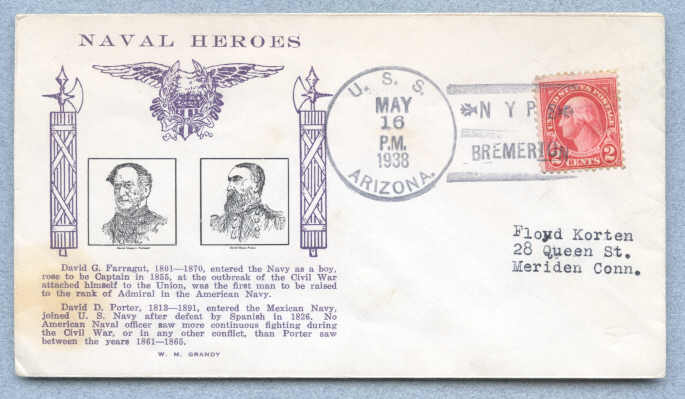 NAVAL HEROES
U. S. S.
MAY
16
P.M.
1938
ARIZONA.
N Y
BREMERTON
UNITED STATES POSTAGE
2 CENTS 2
Floyd Korten
28 Queen St.
Meriden Conn.
David G. Farragut, 1801—1870, entered the Navy as a boy,
rose to be Captain in 1855, at the outbreak of the Civil War
attached himself to the Union, was the first man to be raised
to the rank of Admiral in the American Navy.
David D. Porter, 1813—1891, entered the Mexican Navy,
joined U. S. Navy after defeat by Spanish in 1826. No
American Naval officer saw more continuous fighting during
the Civil War, or in any other conflict, than Porter saw
between the years 1861—1865.
W. M. GRANDY